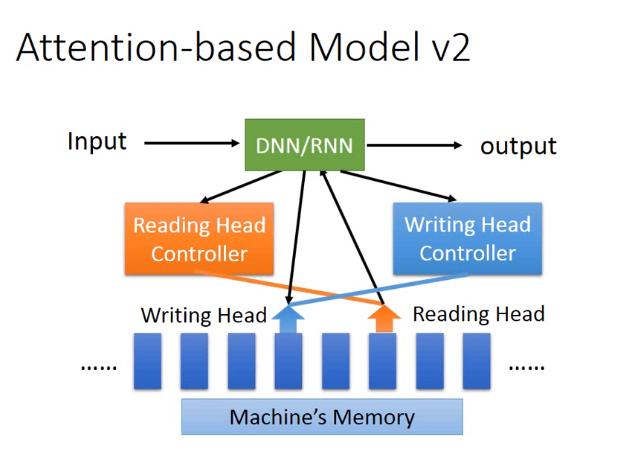 Attention-based Model v2
Input
DNN/RNN
output
Reading Head
Controller
Writing Head
Controller
Writing Head
Reading Head
......
......
Machine's Memory